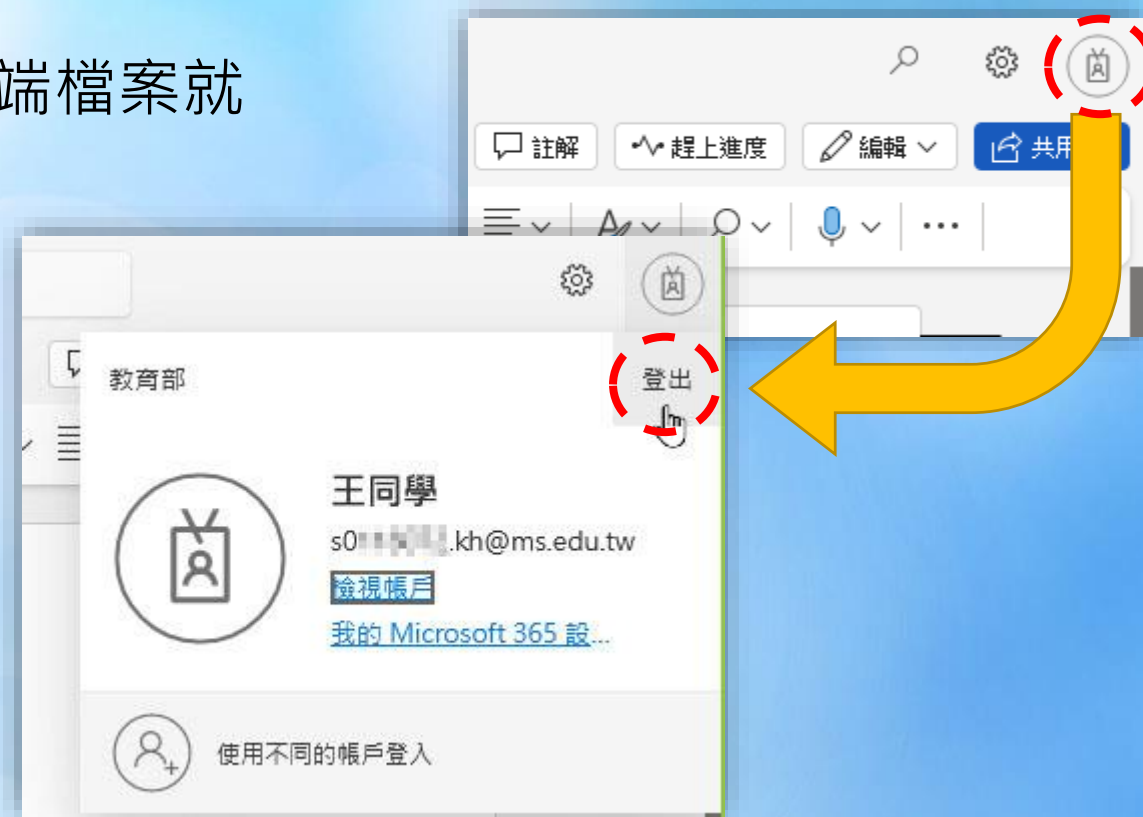 端檔案就
註解 趕上進度 編輯 共用
教育部 登出
王同學
s0 .kh@ms.edu.tw
檢視帳戶
我的 Microsoft 365 設...
使用不同的帳戶登入